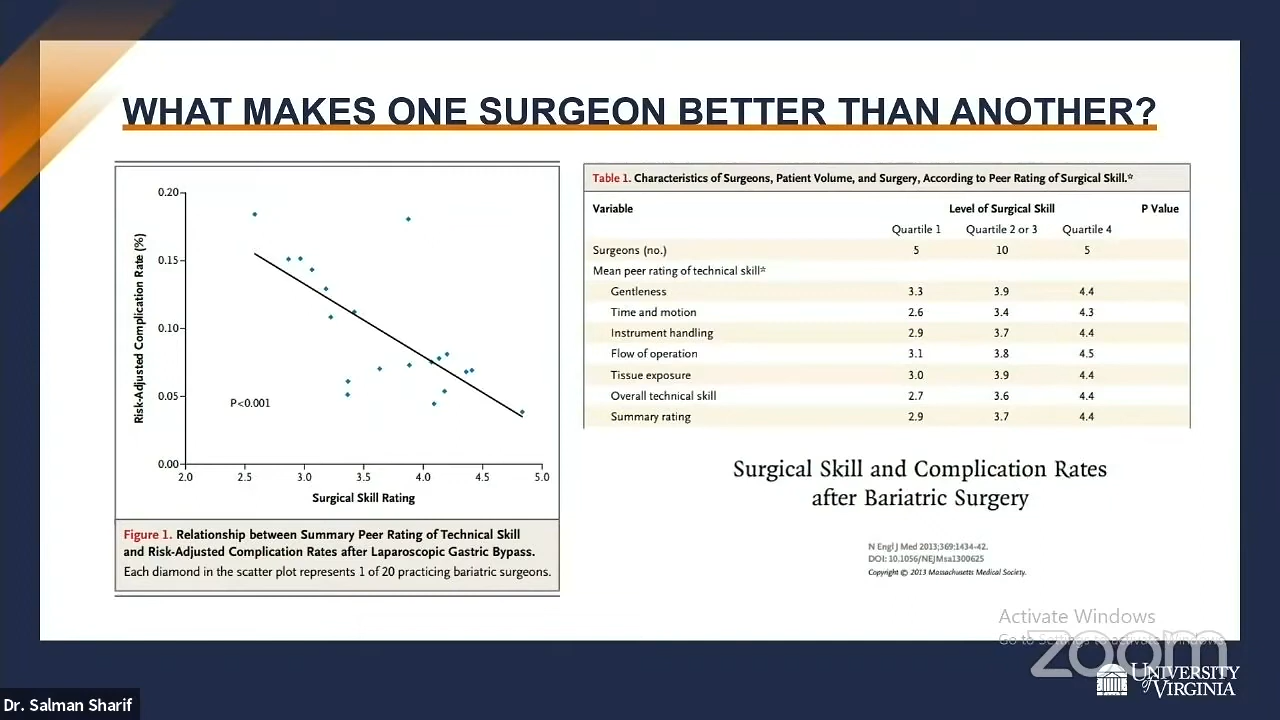 WHAT MAKES ONE SURGEON BETTER THAN ANOTHER?
Risk-Adjusted Complication Rate (%)
0.20
0.15
0.10
0.05
0.00
P<0.001
2.0 2.5 3.0 3.5 4.0 4.5 5.0
Surgical Skill Rating
Figure 1. Relationship between Summary Peer Rating of Technical Skill
and Risk-Adjusted Complication Rates after Laparoscopic Gastric Bypass.
Each diamond in the scatter plot represents 1 of 20 practicing bariatric surgeons.
Table 1. Characteristics of Surgeons, Patient Volume, and Surgery, According to Peer Rating of Surgical Skill.*
Variable Level of Surgical Skill P Value
Quartile 1 Quartile 2 or 3 Quartile 4
Surgeons (no.) 5 10 5
Mean peer rating of technical skill*
Gentleness 3.3 3.9 4.4
Time and motion 2.6 3.4 4.3
Instrument handling 2.9 3.7 4.4
Flow of operation 3.1 3.8 4.5
Tissue exposure 3.0 3.9 4.4
Overall technical skill 2.7 3.6 4.4
Summary rating 2.9 3.7 4.4
Surgical Skill and Complication Rates
after Bariatric Surgery
N Engl J Med 2013;369:1434-42.
DOI: 10.1056/NEJMsa1300625
Copyright © 2013 Massachusetts Medical Society.
Activate Windows
Go to Settings to activate Windows.
zoom
UNIVERSITY
of VIRGINIA
Dr. Salman Sharif